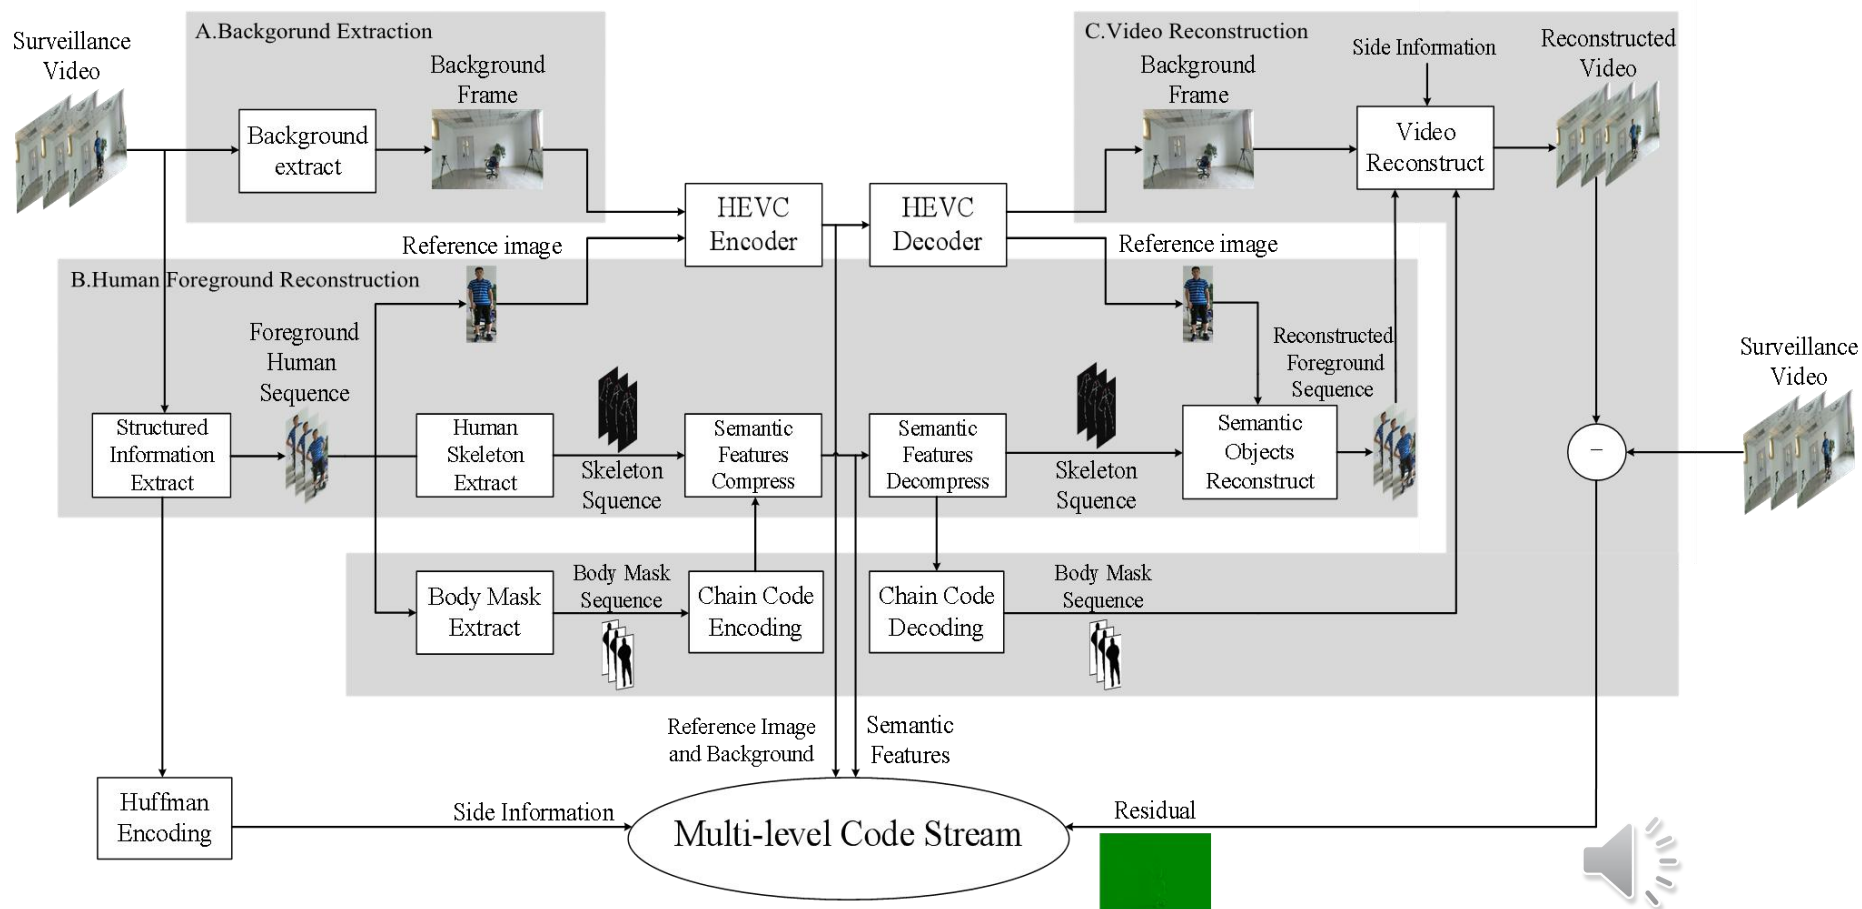 Surveillance
Video
A.Backgorund Extraction
Background
extract
Background
Frame
HEVC
Encoder
HEVC
Decoder
C.Video Reconstruction
Background
Frame
Side Information
Video
Reconstruct
Reconstructed
Video
Reference image
Reference image
B.Human Foreground Reconstruction
Foreground
Human
Sequence
Structured
Information
Extract
Human
Skeleton
Extract
Skeleton
Squence
Semantic
Features
Compress
Semantic
Features
Decompress
Skeleton
Squence
Semantic
Objects
Reconstruct
Reconstructed
Foreground
Sequence
Surveillance
Video
−
Body Mask
Extract
Body Mask
Sequence
Chain Code
Encoding
Chain Code
Decoding
Body Mask
Sequence
Reference Image
and Background
Semantic
Features
Huffman
Encoding
Side Information
Multi-level Code Stream
Residual